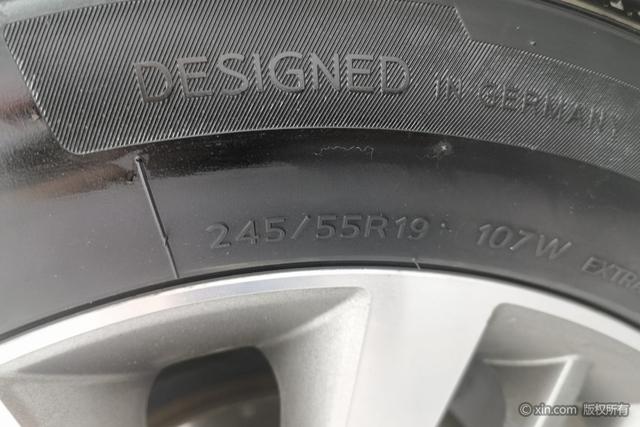 DESIGNED IN GERMANY
245/55R19 107W EXTRA
© xin.com 版权所有